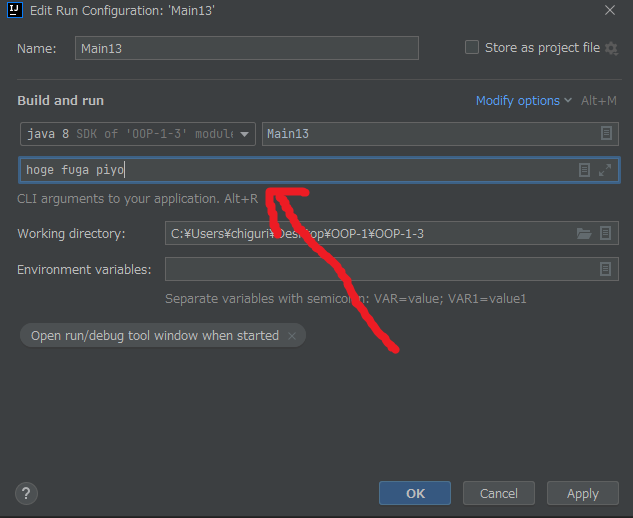 IJ Edit Run Configuration: 'Main13'
Name: Main13 Store as project file
Build and run Modify options Alt+M
java 8 SDK of 'OOP-1-3' module Main13
hoge fuga piyo
CLI arguments to your application. Alt+R
Working directory: C:¥Users¥chiguri¥Desktop¥OOP-1¥OOP-1-3
Environment variables:
Separate variables with semicolon: VAR=value; VAR1=value1
Open run/debug tool window when started ×
? OK Cancel Apply